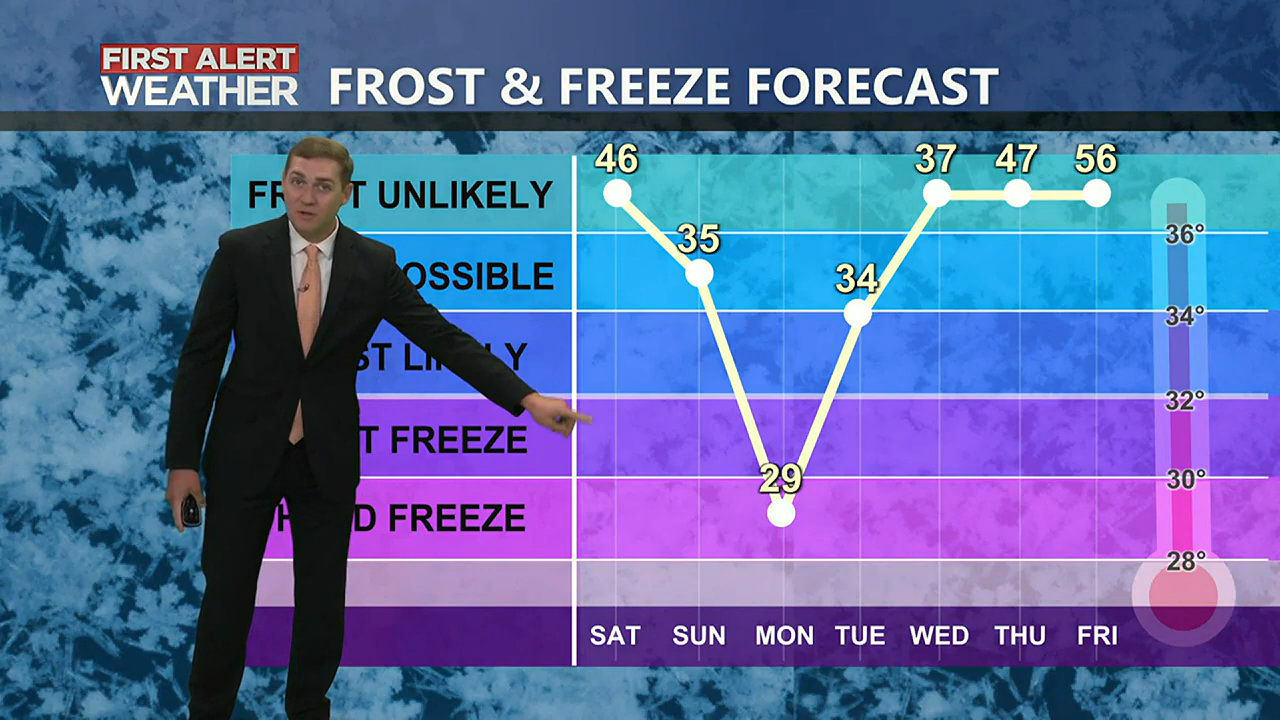 FIRST ALERT
WEATHER
FROST & FREEZE FORECAST
46
37
47
56
UNLIKELY
35
36°
34
34°
32°
FREEZE
29
30°
FREEZE
28°
SAT SUN MON TUE WED THU FRI